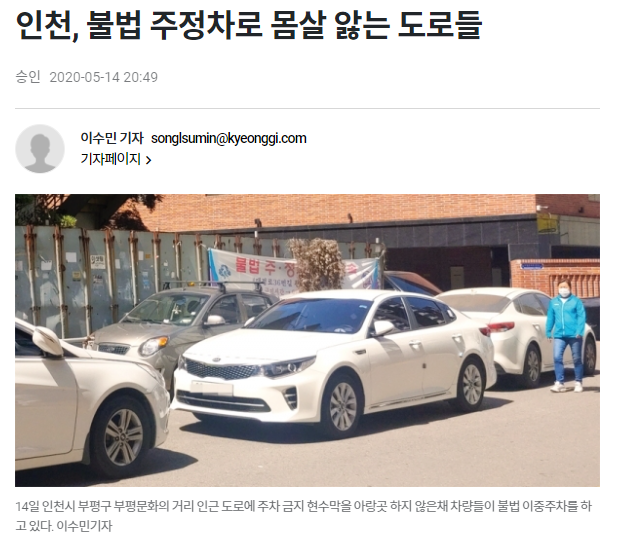 인천, 불법 주정차로 몸살 앓는 도로들
승인 2020-05-14 20:49
이수민 기자 songlsumin@kyeonggi.com
기자페이지 >
불법 주·정
14일 인천시 부평구 부평문화의 거리 인근 도로에 주차 금지 현수막을 아랑곳 하지 않은채 차량들이 불법 이중주차를 하
고 있다. 이수민기자